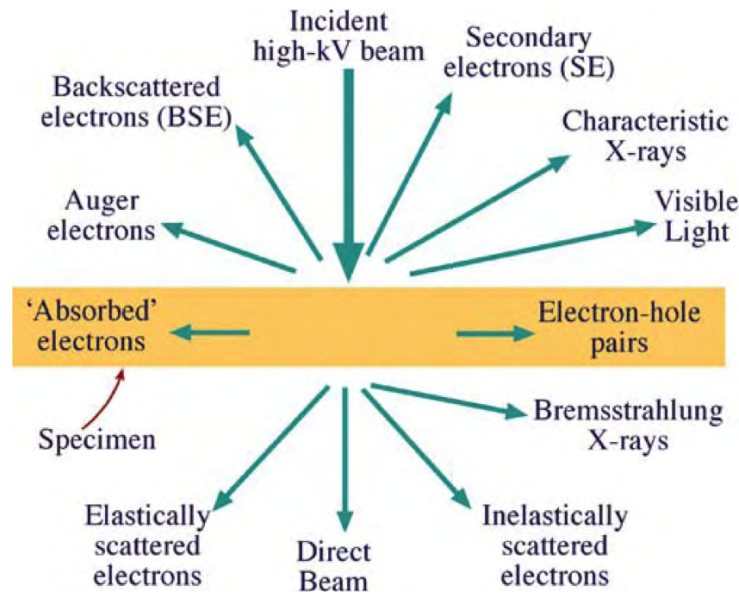 Incident
high-kV beam
Secondary
electrons (SE)
Backscattered
electrons (BSE)
Characteristic
X-rays
Auger
electrons
Visible
Light
‘Absorbed’
electrons
Electron-hole
pairs
Specimen
Bremsstrahlung
X-rays
Elastically
scattered
electrons
Direct
Beam
Inelastically
scattered
electrons